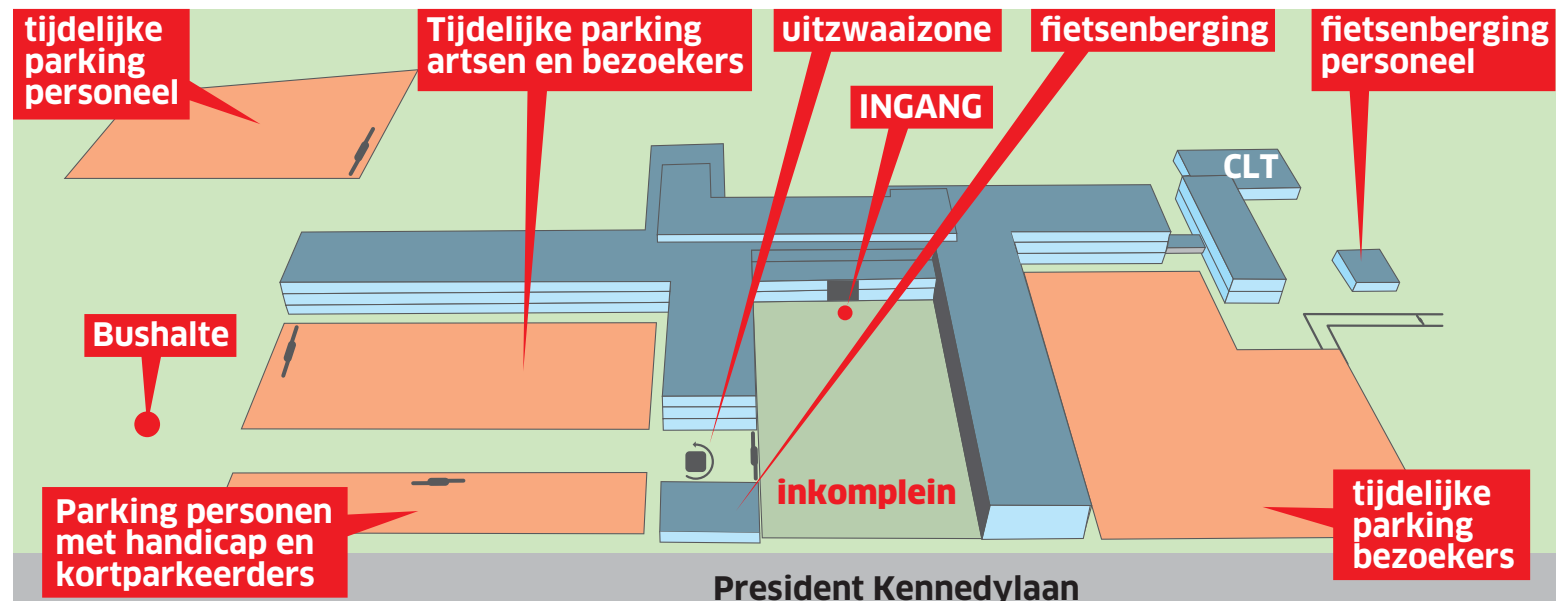 tijdelijke
parking
personeel
Tijdelijke parking
artsen en bezoekers
uitzwaaizone
fietsenberging
fietsenberging
personeel
INGANG
CLT
Bushalte
inkomplein
Parking personen
met handicap en
kortparkeerders
tijdelijke
parking
bezoekers
President Kennedylaan